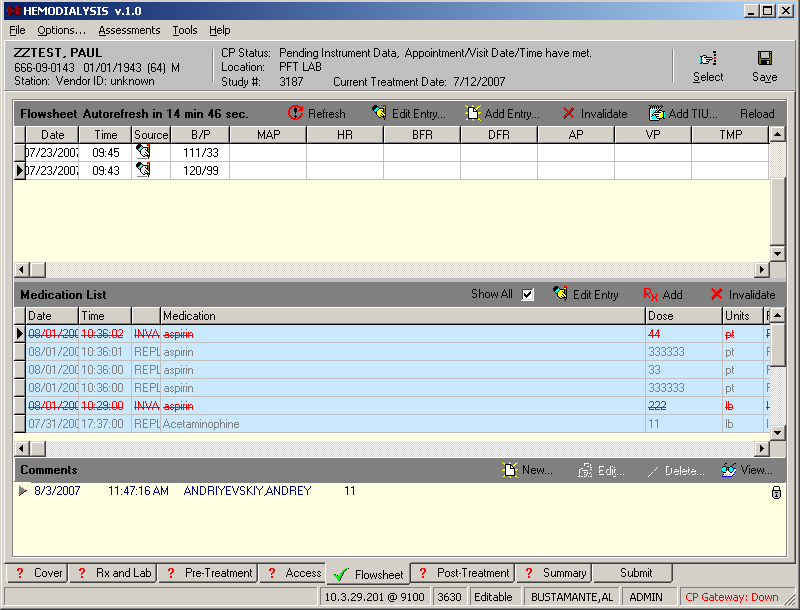 HEMODIALYSIS v.1.0
File Options... Assessments Tools Help
ZZTEST, PAUL
666-09-0143 01/01/1943 (64) M
Station: Vendor ID: unknown
CP Status: Pending Instrument Data, Appointment/Visit Date/Time have met.
Location: PFT LAB
Study #: 3187 Current Treatment Date: 7/12/2007
Select Save
Flowsheet Autorefresh in 14 min 46 sec. Refresh Edit Entry... Add Entry... Invalidate Add TIU... Reload
Date Time Source B/P MAP HR BFR DFR AP VP TMP
07/23/2007 09:45 111/33
07/23/2007 09:43 120/99
Medication List Show All Edit Entry Rx Add Invalidate
Date Time Medication Dose Units
08/01/200 10:36:02 INVA aspirin 44 pt
08/01/200 10:36:01 REPL aspirin 333333 pt
08/01/200 10:36:00 REPL aspirin 33 pt
08/01/200 10:36:00 REPL aspirin 333333 pt
08/01/200 10:29:00 INVA aspirin 222 lb
07/31/200 17:37:00 REPL Acetaminophine 11 lb
Comments New... Edit... Delete... View...
8/3/2007 11:47:16 AM ANDRIYEVSKIY,ANDREY 11
? Cover ? Rx and Lab ? Pre-Treatment ? Access Flowsheet ? Post-Treatment ? Summary Submit
10.3.29.201 @ 9100 3630 Editable BUSTAMANTE,AL ADMIN CP Gateway: Down